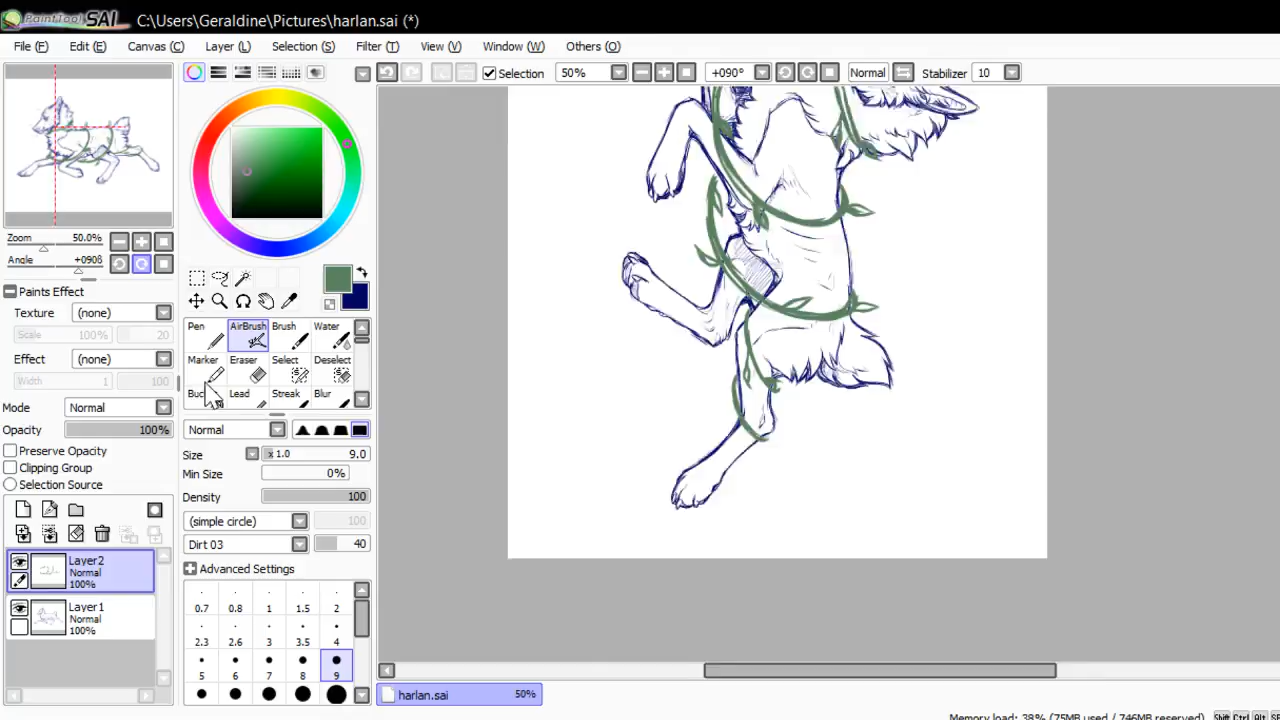 PaintTool SAI C:\Users\Geraldine\Pictures\harlan.sai (*)
File (F) Edit (E) Canvas (C) Layer (L) Selection (S) Filter (T) View (V) Window (W) Others (O)
Selection 50% +090° Normal Stabilizer 10
Zoom 50.0%
Angle +090ß
Paints Effect
Texture (none)
Scale 100% 20
Effect (none)
Width 1 100
Mode Normal
Opacity 100%
Preserve Opacity
Clipping Group
Selection Source
Layer2
Normal
100%
Layer1
Normal
100%
Pen AirBrush Brush Water
Marker Eraser Select Deselect
Buc Lead Streak Blur
Normal
Size x 1.0 9.0
Min Size 0%
Density 100
(simple circle) 100
Dirt 03 40
Advanced Settings
0.7 0.8 1 1.5 2
2.3 2.6 3 3.5 4
5 6 7 8 9
harlan.sai 50%
Memory load: 38% (75MB used / 746MB reserved) Shift Ctrl Alt